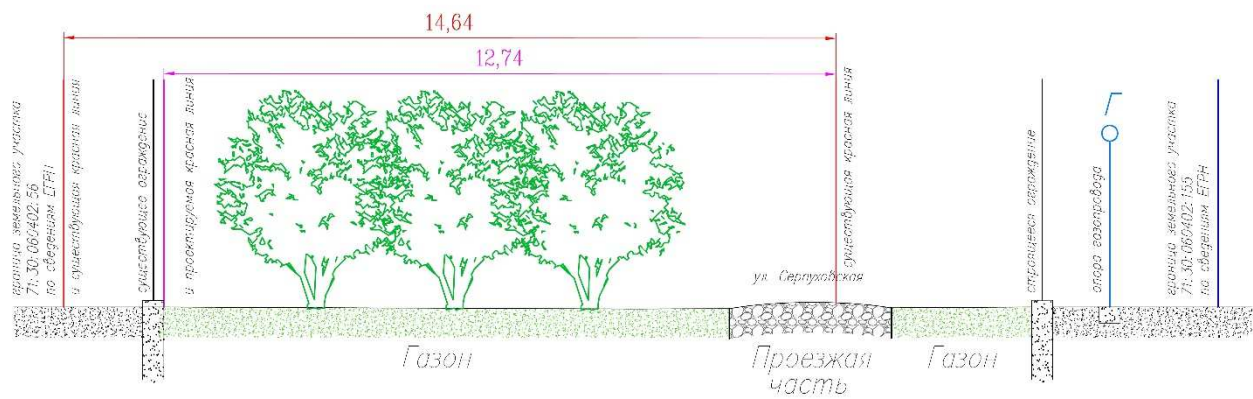 14,64
12,74
граница земельного участка
71:30:060402:56
по сведениям ЕГРН
и существующая красная линия
существующее ограждение
и проектируемая красная линия
ул. Серпуховская
существующая красная линия
опора газопровода
граница земельного участка
71:30:060402:155
по сведениям ЕГРН
Газон
Проезжая
часть
Газон